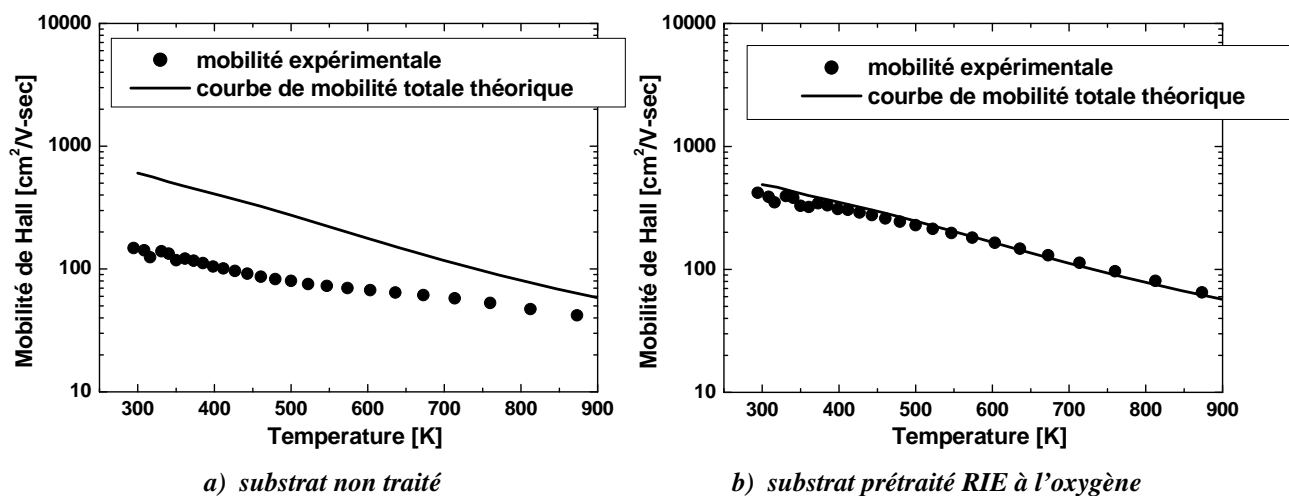 10000
1000
100
10
Mobilité de Hall [cm²/V-sec]
mobilité expérimentale
courbe de mobilité totale théorique
300 400 500 600 700 800 900
Temperature [K]
a) substrat non traité
10000
1000
100
10
Mobilité de Hall [cm²/V-sec]
mobilité expérimentale
courbe de mobilité totale théorique
300 400 500 600 700 800 900
Temperature [K]
b) substrat prétraité RIE à l'oxygène